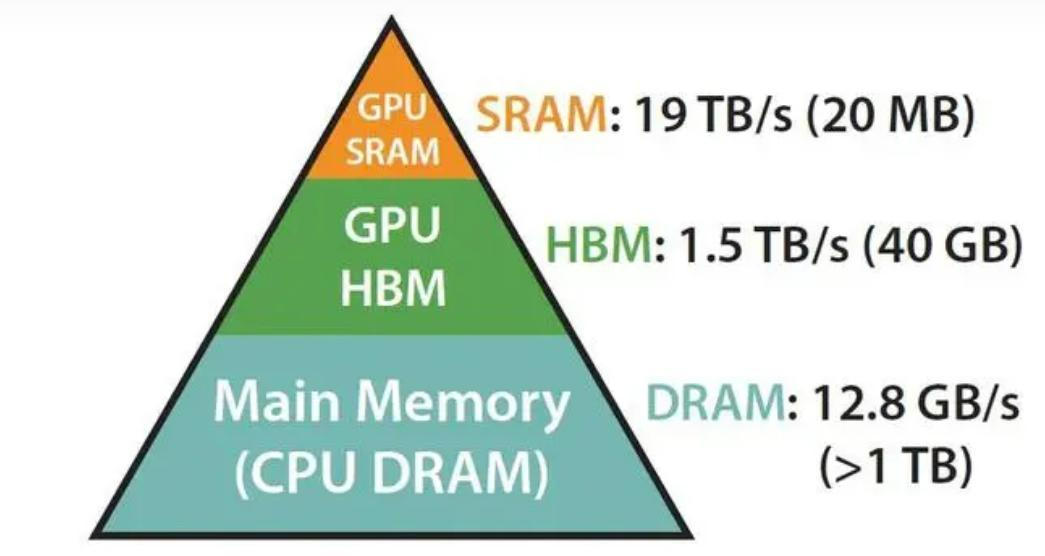 GPU
SRAM
SRAM: 19 TB/s (20 MB)
GPU
HBM
HBM: 1.5 TB/s (40 GB)
Main Memory
(CPU DRAM)
DRAM: 12.8 GB/s
(>1 TB)